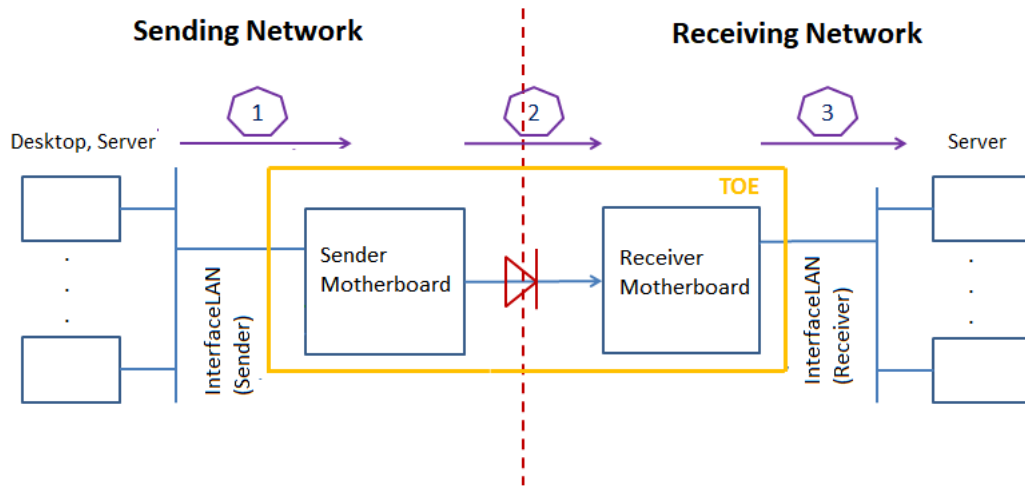 Sending Network
Receiving Network
1
2
3
Desktop, Server
Server
TOE
Sender
Motherboard
Receiver
Motherboard
InterfaceLAN
(Sender)
InterfaceLAN
(Receiver)